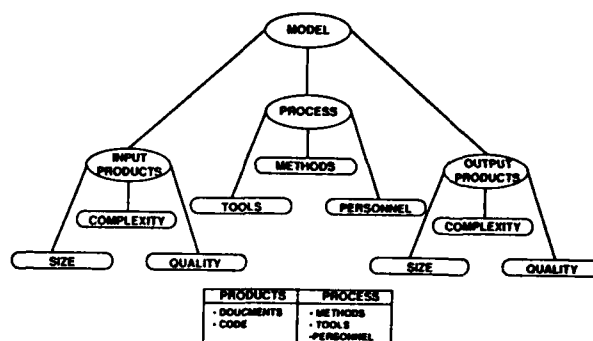 MODEL
PROCESS
INPUT
PRODUCTS
METHODS
OUTPUT
PRODUCTS
TOOLS
PERSONNEL
COMPLEXITY
COMPLEXITY
SIZE
QUALITY
SIZE
QUALITY
PRODUCTS PROCESS
- DOUCMENTS - METHODS
- CODE - TOOLS
-PERSONNEL